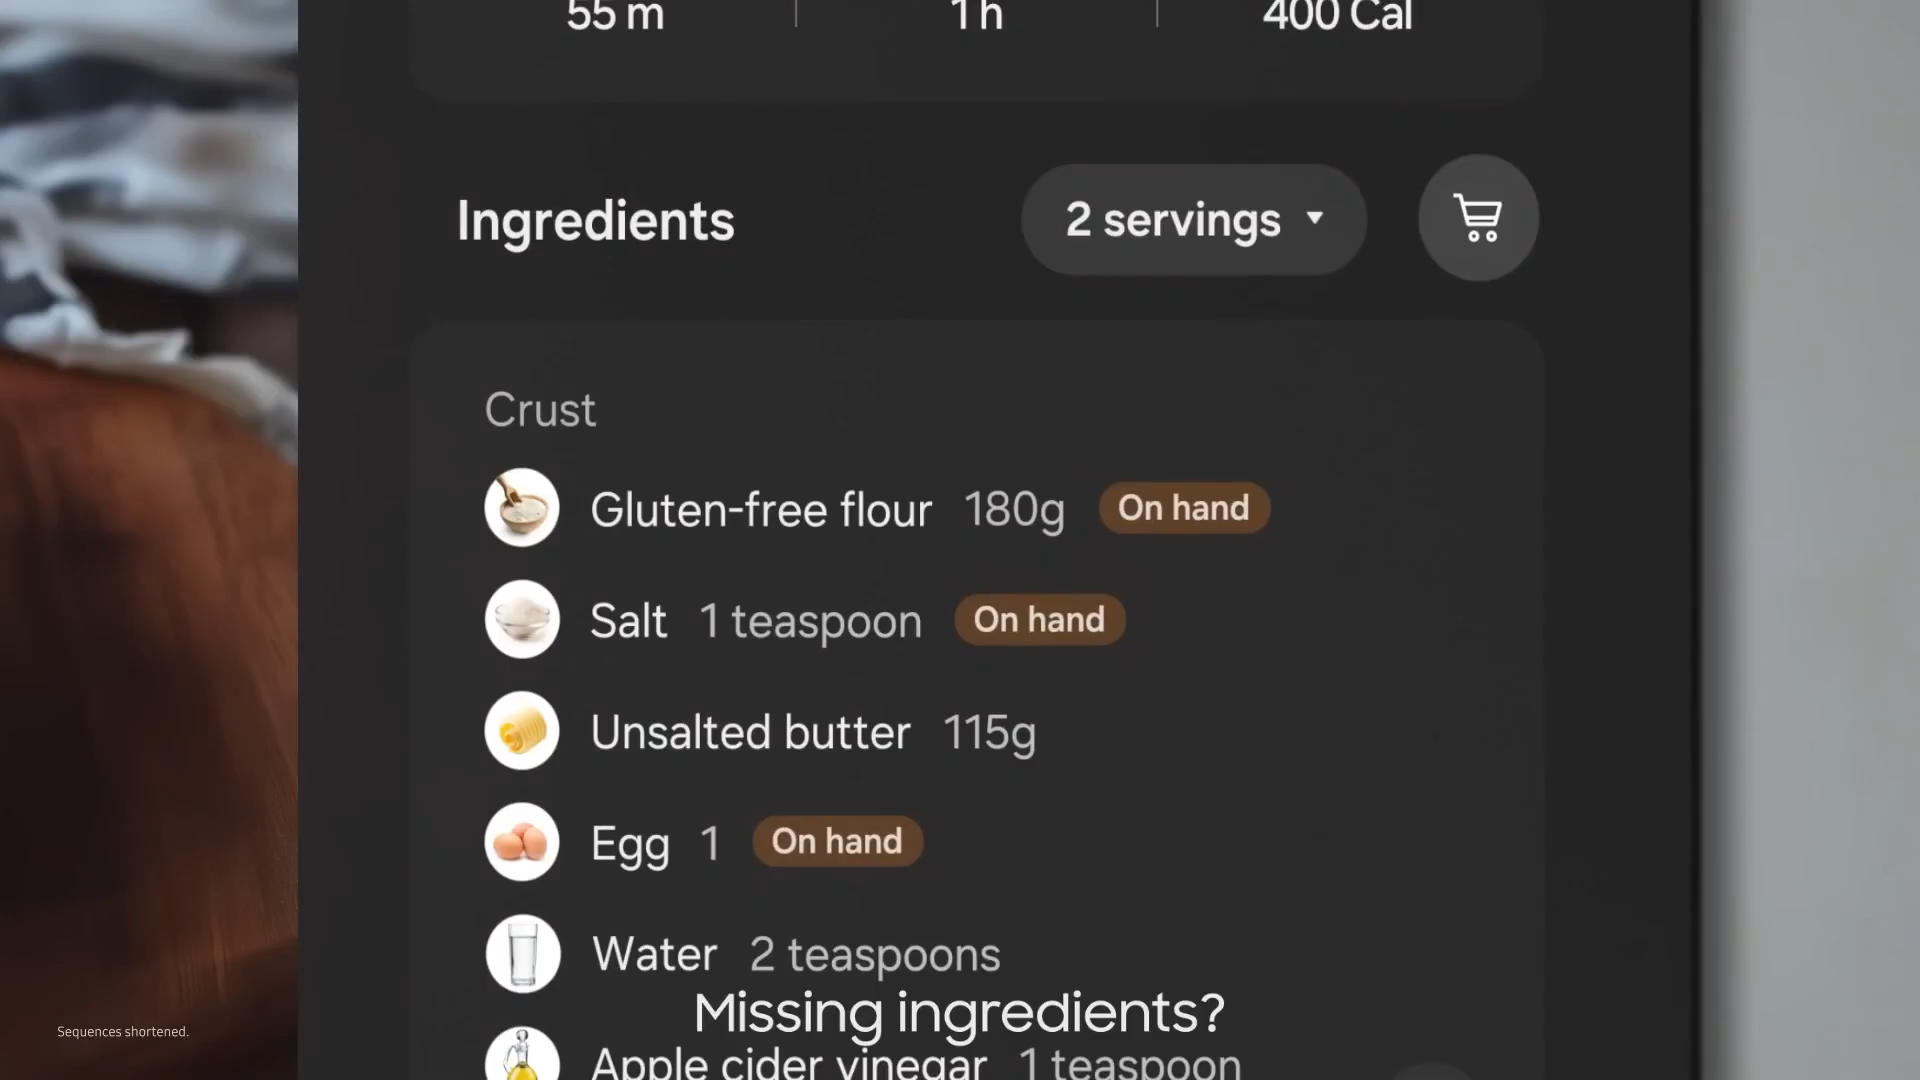 55 m 1 h 400 Cal
Ingredients 2 servings
Crust
Gluten-free flour 180g On hand
Salt 1 teaspoon On hand
Unsalted butter 115g
Egg 1 On hand
Water 2 teaspoons
Missing ingredients?
Sequences shortened.
Apple cider vinegar 1 teaspoon